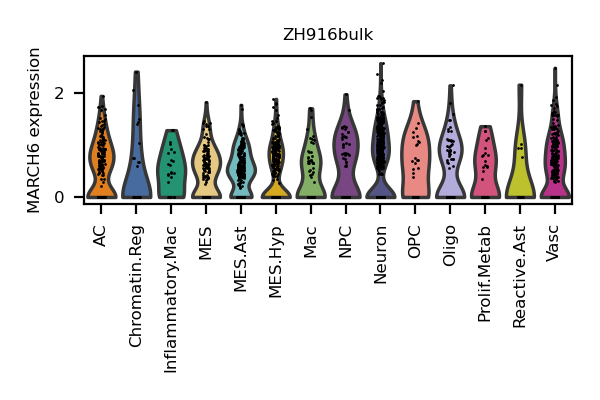 ZH916bulk
MARCH6 expression
2
0
AC
Chromatin.Reg
Inflammatory.Mac
MES
MES.Ast
MES.Hyp
Mac
NPC
Neuron
OPC
Oligo
Prolif.Metab
Reactive.Ast
Vasc